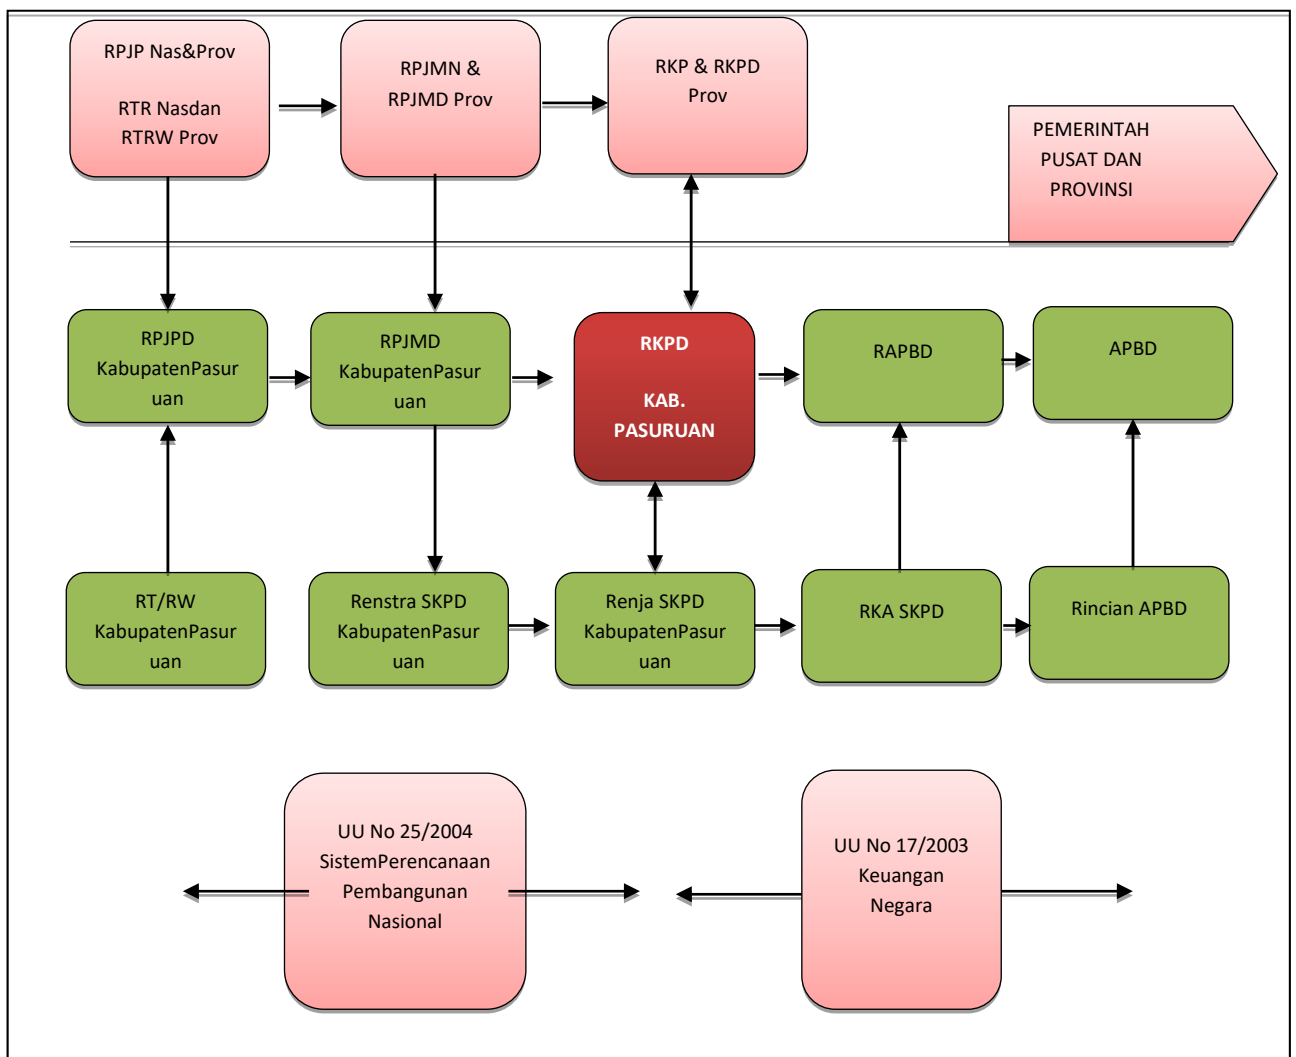 RPJP Nas&Prov
RTR Nasdan
RTRW Prov
RPJMN &
RPJMD Prov
RKP & RKPD
Prov
PEMERINTAH
PUSAT DAN
PROVINSI
RPJPD
KabupatenPasur
uan
RPJMD
KabupatenPasur
uan
RKPD
KAB.
PASURUAN
RAPBD
APBD
RT/RW
KabupatenPasur
uan
Renstra SKPD
KabupatenPasur
uan
Renja SKPD
KabupatenPasur
uan
RKA SKPD
Rincian APBD
UU No 25/2004
SistemPerencanaan
Pembangunan
Nasional
UU No 17/2003
Keuangan
Negara